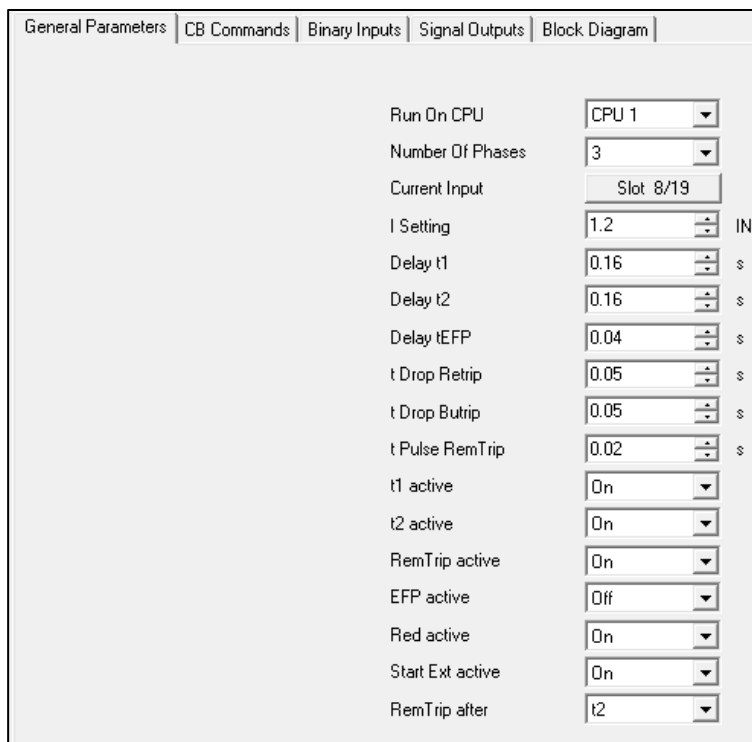 General Parameters CB Commands Binary Inputs Signal Outputs Block Diagram
Run On CPU CPU 1
Number Of Phases 3
Current Input Slot 8/19
I Setting 1.2 IN
Delay t1 0.16 s
Delay t2 0.16 s
Delay tEFP 0.04 s
t Drop Retrip 0.05 s
t Drop Butrip 0.05 s
t Pulse RemTrip 0.02 s
t1 active On
t2 active On
RemTrip active On
EFP active Off
Red active On
Start Ext active On
RemTrip after t2